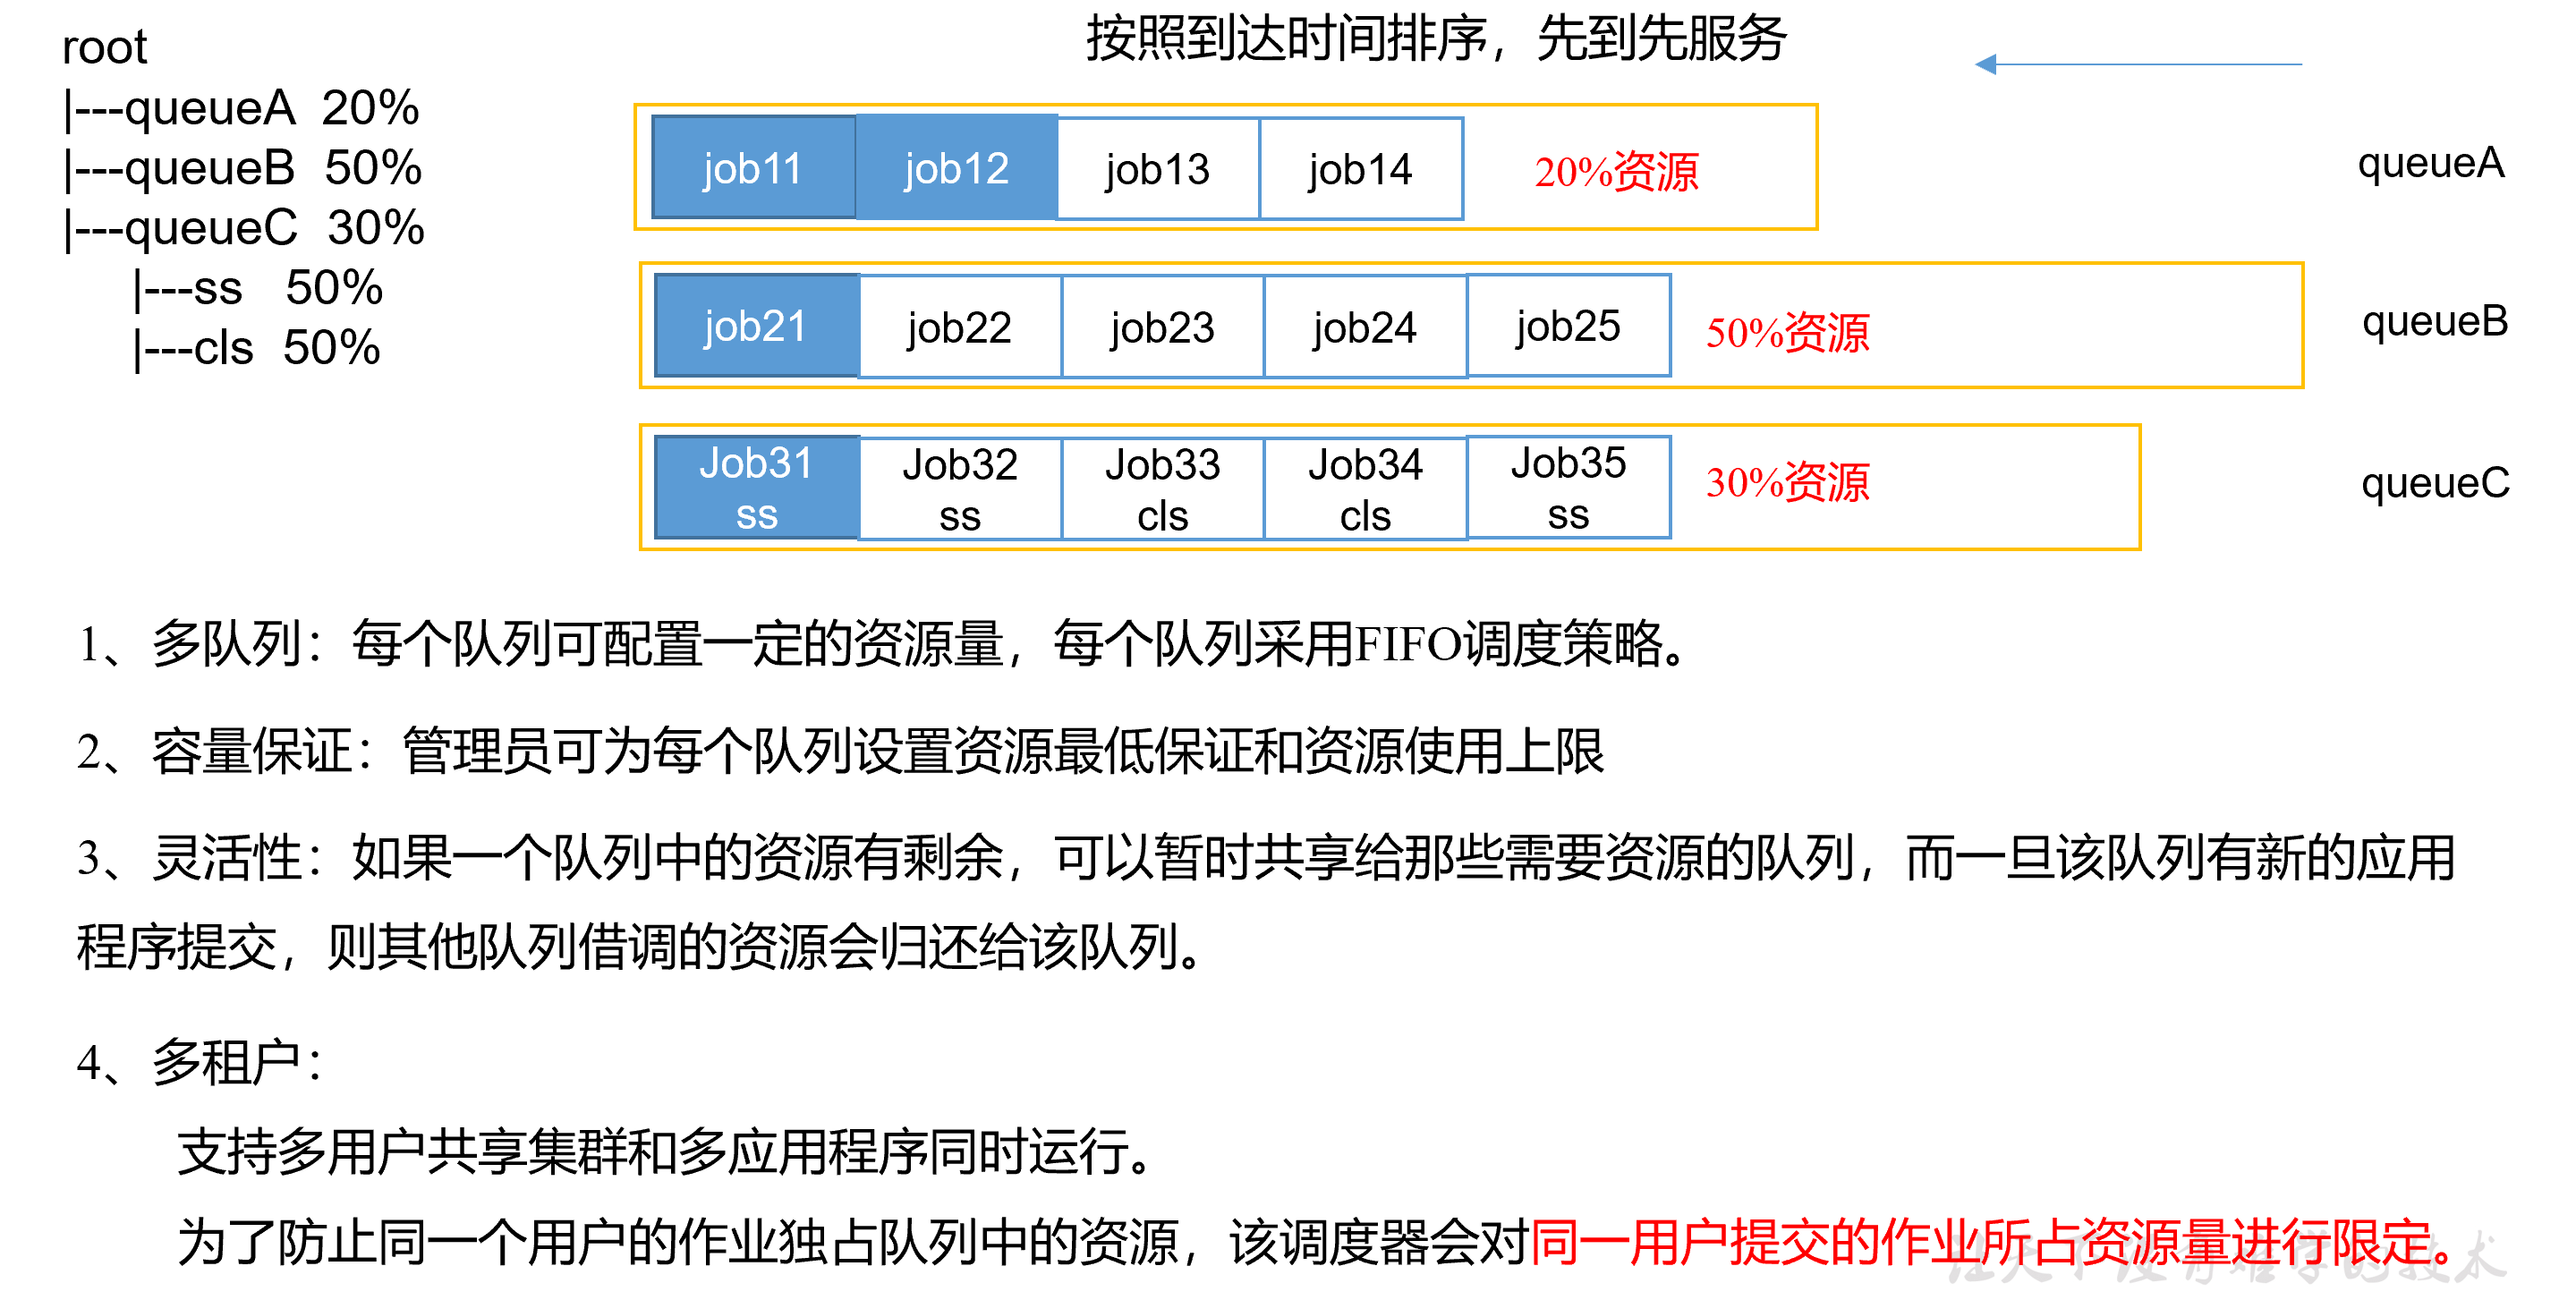 按照到达时间排序，先到先服务
root
|---queueA 20%
|---queueB 50%
|---queueC 30%
|---ss 50%
|---cls 50%
job11 job12 job13 job14 20%资源 queueA
job21 job22 job23 job24 job25 50%资源 queueB
Job31 Job32 Job33 Job34 Job35 30%资源 queueC
ss ss cls cls ss
1、多队列：每个队列可配置一定的资源量，每个队列采用FIFO调度策略。
2、容量保证：管理员可为每个队列设置资源最低保证和资源使用上限
3、灵活性：如果一个队列中的资源有剩余，可以暂时共享给那些需要资源的队列，而一旦该队列有新的应用
程序提交，则其他队列借调的资源会归还给该队列。
4、多租户：
支持多用户共享集群和多应用程序同时运行。
为了防止同一个用户的作业独占队列中的资源，该调度器会对同一用户提交的作业所占资源量进行限定。
让天下没有难学的技术